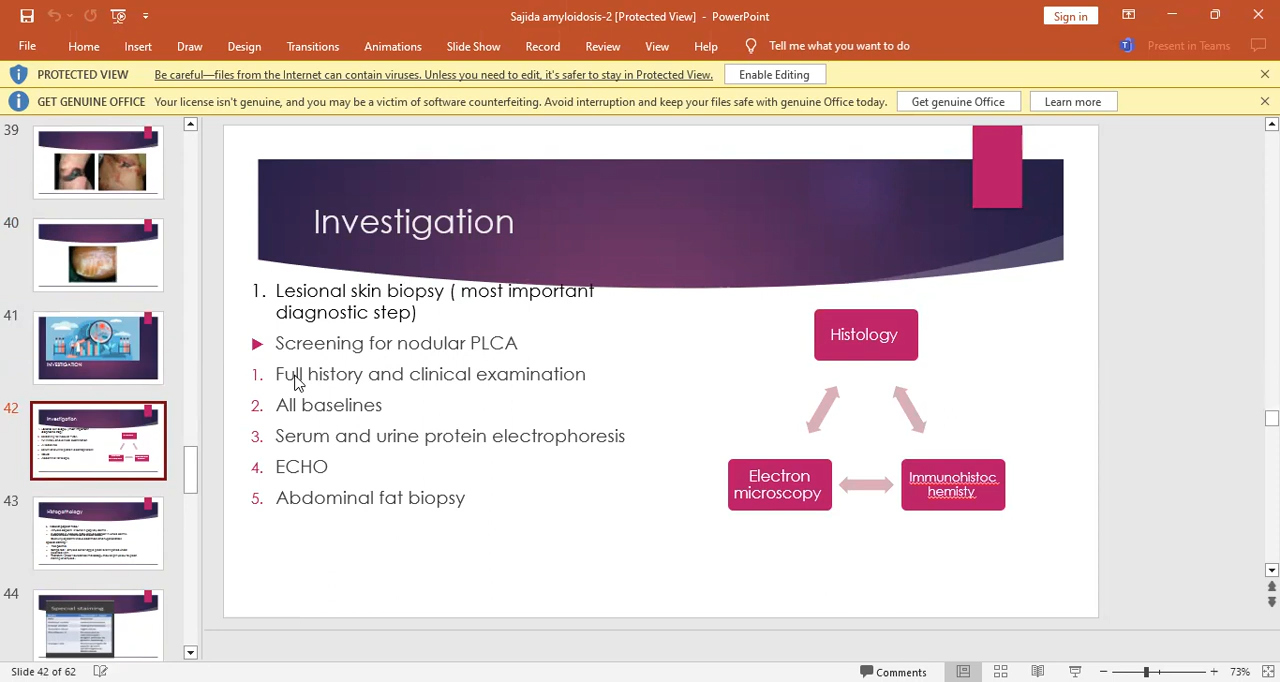 Sajida amyloidosis-2 [Protected View] - PowerPoint
Sign in
File Home Insert Draw Design Transitions Animations Slide Show Record Review View Help Tell me what you want to do
Present in Teams
PROTECTED VIEW Be careful—files from the Internet can contain viruses. Unless you need to edit, it's safer to stay in Protected View. Enable Editing
GET GENUINE OFFICE Your license isn't genuine, and you may be a victim of software counterfeiting. Avoid interruption and keep your files safe with genuine Office today. Get genuine Office Learn more
39
40
41
INVESTIGATION
42
Investigation
43
Histopathology
44
Special staining
Investigation
1. Lesional skin biopsy ( most important
diagnostic step)
Screening for nodular PLCA
1. Full history and clinical examination
2. All baselines
3. Serum and urine protein electrophoresis
4. ECHO
5. Abdominal fat biopsy
Histology
Electron
microscopy
Immunohistoc
hemisty
Slide 42 of 62
Comments
73%